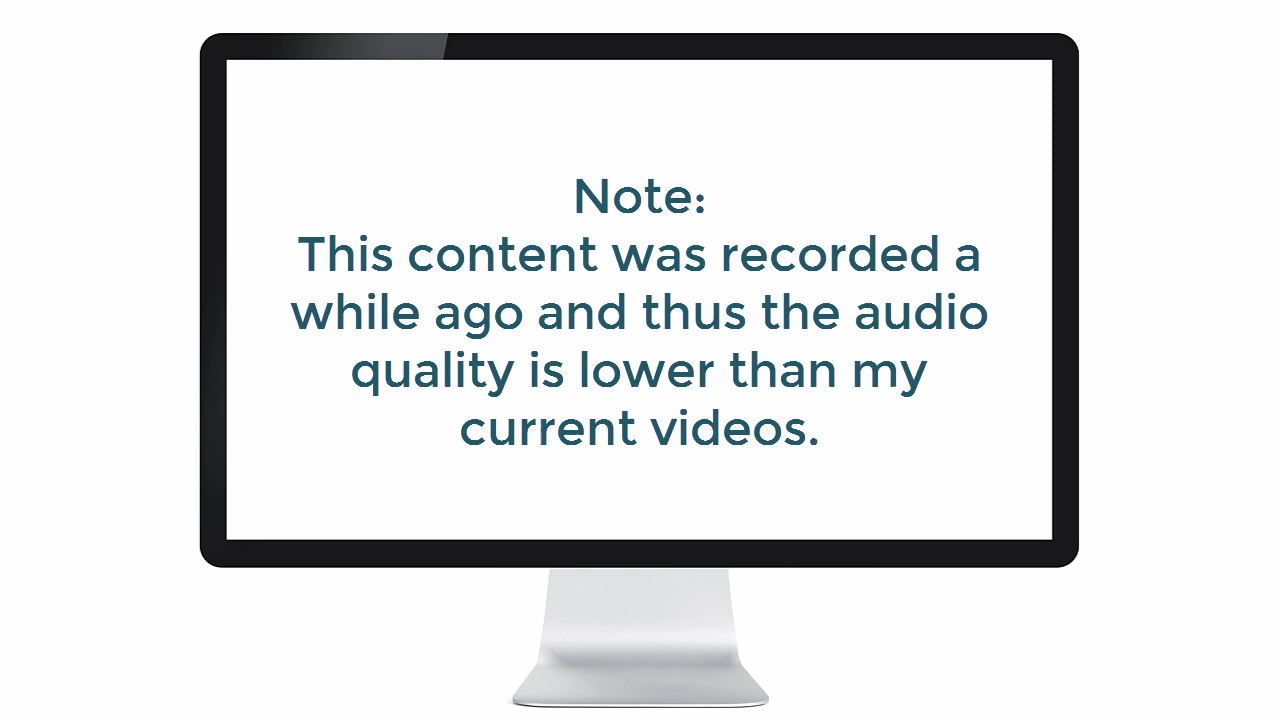 Note:
This content was recorded a
while ago and thus the audio
quality is lower than my
current videos.